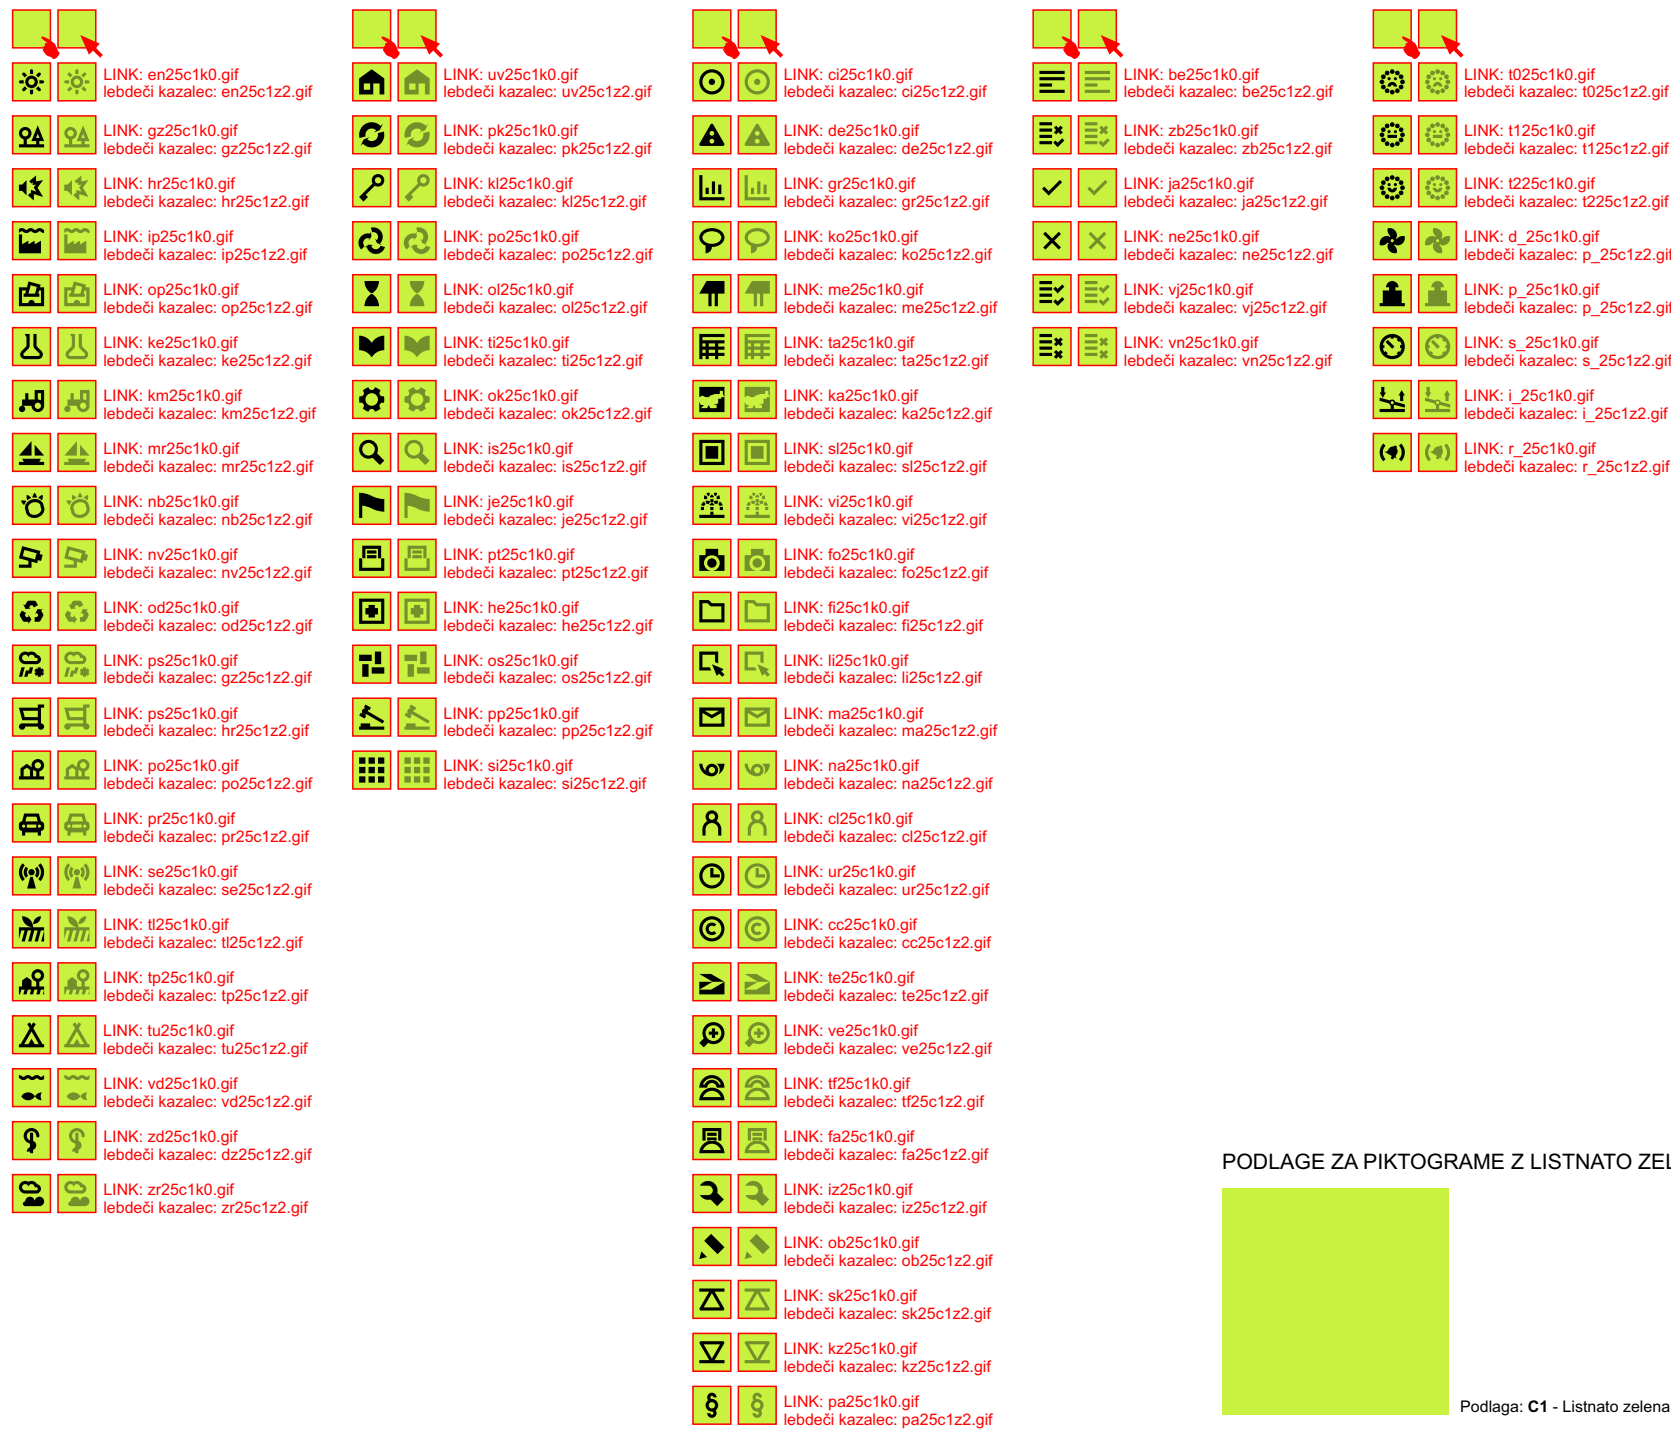 LINK: en25c1k0.gif
lebdeči kazalec: en25c1z2.gif
LINK: gz25c1k0.gif
lebdeči kazalec: gz25c1z2.gif
LINK: hr25c1k0.gif
lebdeči kazalec: hr25c1z2.gif
LINK: ip25c1k0.gif
lebdeči kazalec: ip25c1z2.gif
LINK: op25c1k0.gif
lebdeči kazalec: op25c1z2.gif
LINK: ke25c1k0.gif
lebdeči kazalec: ke25c1z2.gif
LINK: km25c1k0.gif
lebdeči kazalec: km25c1z2.gif
LINK: mr25c1k0.gif
lebdeči kazalec: mr25c1z2.gif
LINK: nb25c1k0.gif
lebdeči kazalec: nb25c1z2.gif
LINK: nv25c1k0.gif
lebdeči kazalec: nv25c1z2.gif
LINK: od25c1k0.gif
lebdeči kazalec: od25c1z2.gif
LINK: ps25c1k0.gif
lebdeči kazalec: gz25c1z2.gif
LINK: ps25c1k0.gif
lebdeči kazalec: hr25c1z2.gif
LINK: po25c1k0.gif
lebdeči kazalec: po25c1z2.gif
LINK: pr25c1k0.gif
lebdeči kazalec: pr25c1z2.gif
LINK: se25c1k0.gif
lebdeči kazalec: se25c1z2.gif
LINK: tl25c1k0.gif
lebdeči kazalec: tl25c1z2.gif
LINK: tp25c1k0.gif
lebdeči kazalec: tp25c1z2.gif
LINK: tu25c1k0.gif
lebdeči kazalec: tu25c1z2.gif
LINK: vd25c1k0.gif
lebdeči kazalec: vd25c1z2.gif
LINK: zd25c1k0.gif
lebdeči kazalec: dz25c1z2.gif
LINK: zr25c1k0.gif
lebdeči kazalec: zr25c1z2.gif
LINK: uv25c1k0.gif
lebdeči kazalec: uv25c1z2.gif
LINK: pk25c1k0.gif
lebdeči kazalec: pk25c1z2.gif
LINK: kl25c1k0.gif
lebdeči kazalec: kl25c1z2.gif
LINK: po25c1k0.gif
lebdeči kazalec: po25c1z2.gif
LINK: ol25c1k0.gif
lebdeči kazalec: ol25c1z2.gif
LINK: ti25c1k0.gif
lebdeči kazalec: ti25c1z2.gif
LINK: ok25c1k0.gif
lebdeči kazalec: ok25c1z2.gif
LINK: is25c1k0.gif
lebdeči kazalec: is25c1z2.gif
LINK: je25c1k0.gif
lebdeči kazalec: je25c1z2.gif
LINK: pt25c1k0.gif
lebdeči kazalec: pt25c1z2.gif
LINK: he25c1k0.gif
lebdeči kazalec: he25c1z2.gif
LINK: os25c1k0.gif
lebdeči kazalec: os25c1z2.gif
LINK: pp25c1k0.gif
lebdeči kazalec: pp25c1z2.gif
LINK: si25c1k0.gif
lebdeči kazalec: si25c1z2.gif
LINK: ci25c1k0.gif
lebdeči kazalec: ci25c1z2.gif
LINK: de25c1k0.gif
lebdeči kazalec: de25c1z2.gif
LINK: gr25c1k0.gif
lebdeči kazalec: gr25c1z2.gif
LINK: ko25c1k0.gif
lebdeči kazalec: ko25c1z2.gif
LINK: me25c1k0.gif
lebdeči kazalec: me25c1z2.gif
LINK: ta25c1k0.gif
lebdeči kazalec: ta25c1z2.gif
LINK: ka25c1k0.gif
lebdeči kazalec: ka25c1z2.gif
LINK: sl25c1k0.gif
lebdeči kazalec: sl25c1z2.gif
LINK: vi25c1k0.gif
lebdeči kazalec: vi25c1z2.gif
LINK: fo25c1k0.gif
lebdeči kazalec: fo25c1z2.gif
LINK: fi25c1k0.gif
lebdeči kazalec: fi25c1z2.gif
LINK: li25c1k0.gif
lebdeči kazalec: li25c1z2.gif
LINK: ma25c1k0.gif
lebdeči kazalec: ma25c1z2.gif
LINK: na25c1k0.gif
lebdeči kazalec: na25c1z2.gif
LINK: cl25c1k0.gif
lebdeči kazalec: cl25c1z2.gif
LINK: ur25c1k0.gif
lebdeči kazalec: ur25c1z2.gif
LINK: cc25c1k0.gif
lebdeči kazalec: cc25c1z2.gif
LINK: te25c1k0.gif
lebdeči kazalec: te25c1z2.gif
LINK: ve25c1k0.gif
lebdeči kazalec: ve25c1z2.gif
LINK: tf25c1k0.gif
lebdeči kazalec: tf25c1z2.gif
LINK: fa25c1k0.gif
lebdeči kazalec: fa25c1z2.gif
LINK: iz25c1k0.gif
lebdeči kazalec: iz25c1z2.gif
LINK: ob25c1k0.gif
lebdeči kazalec: ob25c1z2.gif
LINK: sk25c1k0.gif
lebdeči kazalec: sk25c1z2.gif
LINK: kz25c1k0.gif
lebdeči kazalec: kz25c1z2.gif
LINK: pa25c1k0.gif
lebdeči kazalec: pa25c1z2.gif
LINK: be25c1k0.gif
lebdeči kazalec: be25c1z2.gif
LINK: zb25c1k0.gif
lebdeči kazalec: zb25c1z2.gif
LINK: ja25c1k0.gif
lebdeči kazalec: ja25c1z2.gif
LINK: ne25c1k0.gif
lebdeči kazalec: ne25c1z2.gif
LINK: vj25c1k0.gif
lebdeči kazalec: vj25c1z2.gif
LINK: vn25c1k0.gif
lebdeči kazalec: vn25c1z2.gif
LINK: t025c1k0.gif
lebdeči kazalec: t025c1z2.gif
LINK: t125c1k0.gif
lebdeči kazalec: t125c1z2.gif
LINK: t225c1k0.gif
lebdeči kazalec: t225c1z2.gif
LINK: d_25c1k0.gif
lebdeči kazalec: p_25c1z2.gif
LINK: p_25c1k0.gif
lebdeči kazalec: p_25c1z2.gif
LINK: s_25c1k0.gif
lebdeči kazalec: s_25c1z2.gif
LINK: i_25c1k0.gif
lebdeči kazalec: i_25c1z2.gif
LINK: r_25c1k0.gif
lebdeči kazalec: r_25c1z2.gif
PODLAGE ZA PIKTOGRAME Z LISTNATO
Podlaga: C1 - Listnato zelena